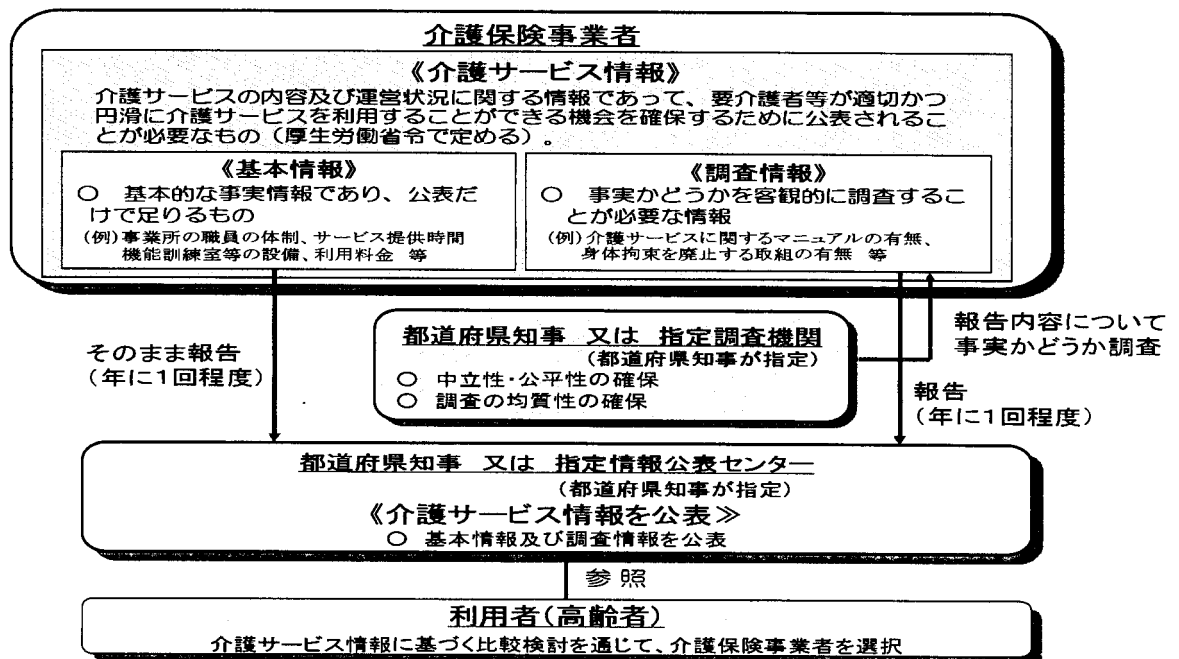 介護保険事業者
《介護サービス情報》
介護サービスの内容及び運営状況に関する情報であって、要介護者等が適切かつ
円滑に介護サービスを利用することができる機会を確保するために公表されるこ
とが必要なもの（厚生労働省令で定める）。
《基本情報》
○ 基本的な事実情報であり、公表だ
けで足りるもの
(例)事業所の職員の体制、サービス提供時間
機能訓練室等の設備、利用料金 等
《調査情報》
○ 事実かどうかを客観的に調査するこ
とが必要な情報
(例)介護サービスに関するマニュアルの有無、
身体拘束を廃止する取組の有無 等
そのまま報告
（年に1回程度）
都道府県知事 又は 指定調査機関
(都道府県知事が指定)
○ 中立性・公平性の確保
○ 調査の均質性の確保
報告内容について
事実かどうか調査
報告
（年に1回程度）
都道府県知事 又は 指定情報公表センター
(都道府県知事が指定)
《介護サービス情報を公表≫
○ 基本情報及び調査情報を公表
参照
利用者(高齢者)
介護サービス情報に基づく比較検討を通じて、介護保険事業者を選択